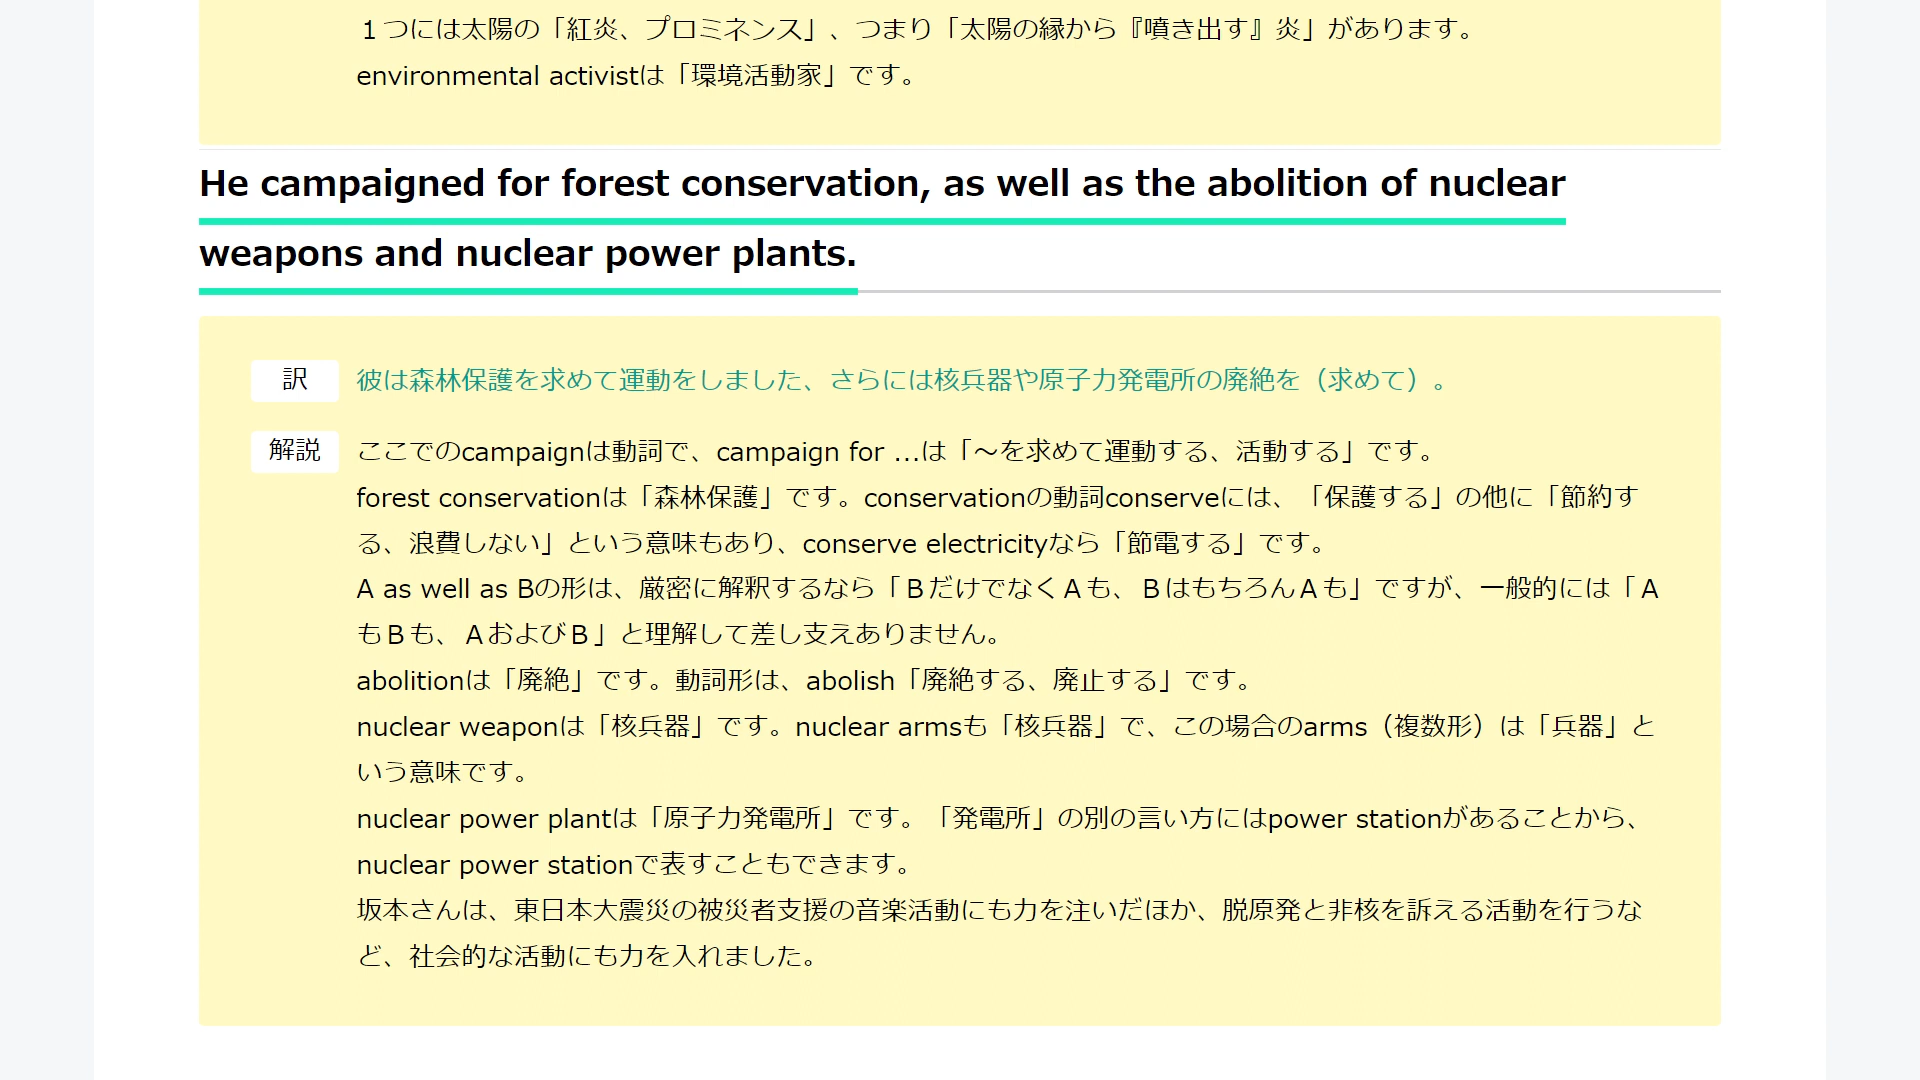 １つには太陽の「紅炎、プロミネンス」、つまり「太陽の縁から『噴き出す』炎」があります。
environmental activistは「環境活動家」です。
He campaigned for forest conservation, as well as the abolition of nuclear
weapons and nuclear power plants.
訳 彼は森林保護を求めて運動をしました、さらには核兵器や原子力発電所の廃絶を（求めて）。
解説 ここでのcampaignは動詞で、campaign for ...は「～を求めて運動する、活動する」です。
forest conservationは「森林保護」です。conservationの動詞conserveには、「保護する」の他に「節約す
る、浪費しない」という意味もあり、conserve electricityなら「節電する」です。
A as well as Bの形は、厳密に解釈するなら「ＢだけでなくＡも、ＢはもちろんＡも」ですが、一般的には「Ａ
もＢも、ＡおよびＢ」と理解して差し支えありません。
abolitionは「廃絶」です。動詞形は、abolish「廃絶する、廃止する」です。
nuclear weaponは「核兵器」です。nuclear armsも「核兵器」で、この場合のarms（複数形）は「兵器」と
いう意味です。
nuclear power plantは「原子力発電所」です。「発電所」の別の言い方にはpower stationがあることから、
nuclear power stationで表すこともできます。
坂本さんは、東日本大震災の被災者支援の音楽活動にも力を注いだほか、脱原発と非核を訴える活動を行うな
ど、社会的な活動にも力を入れました。